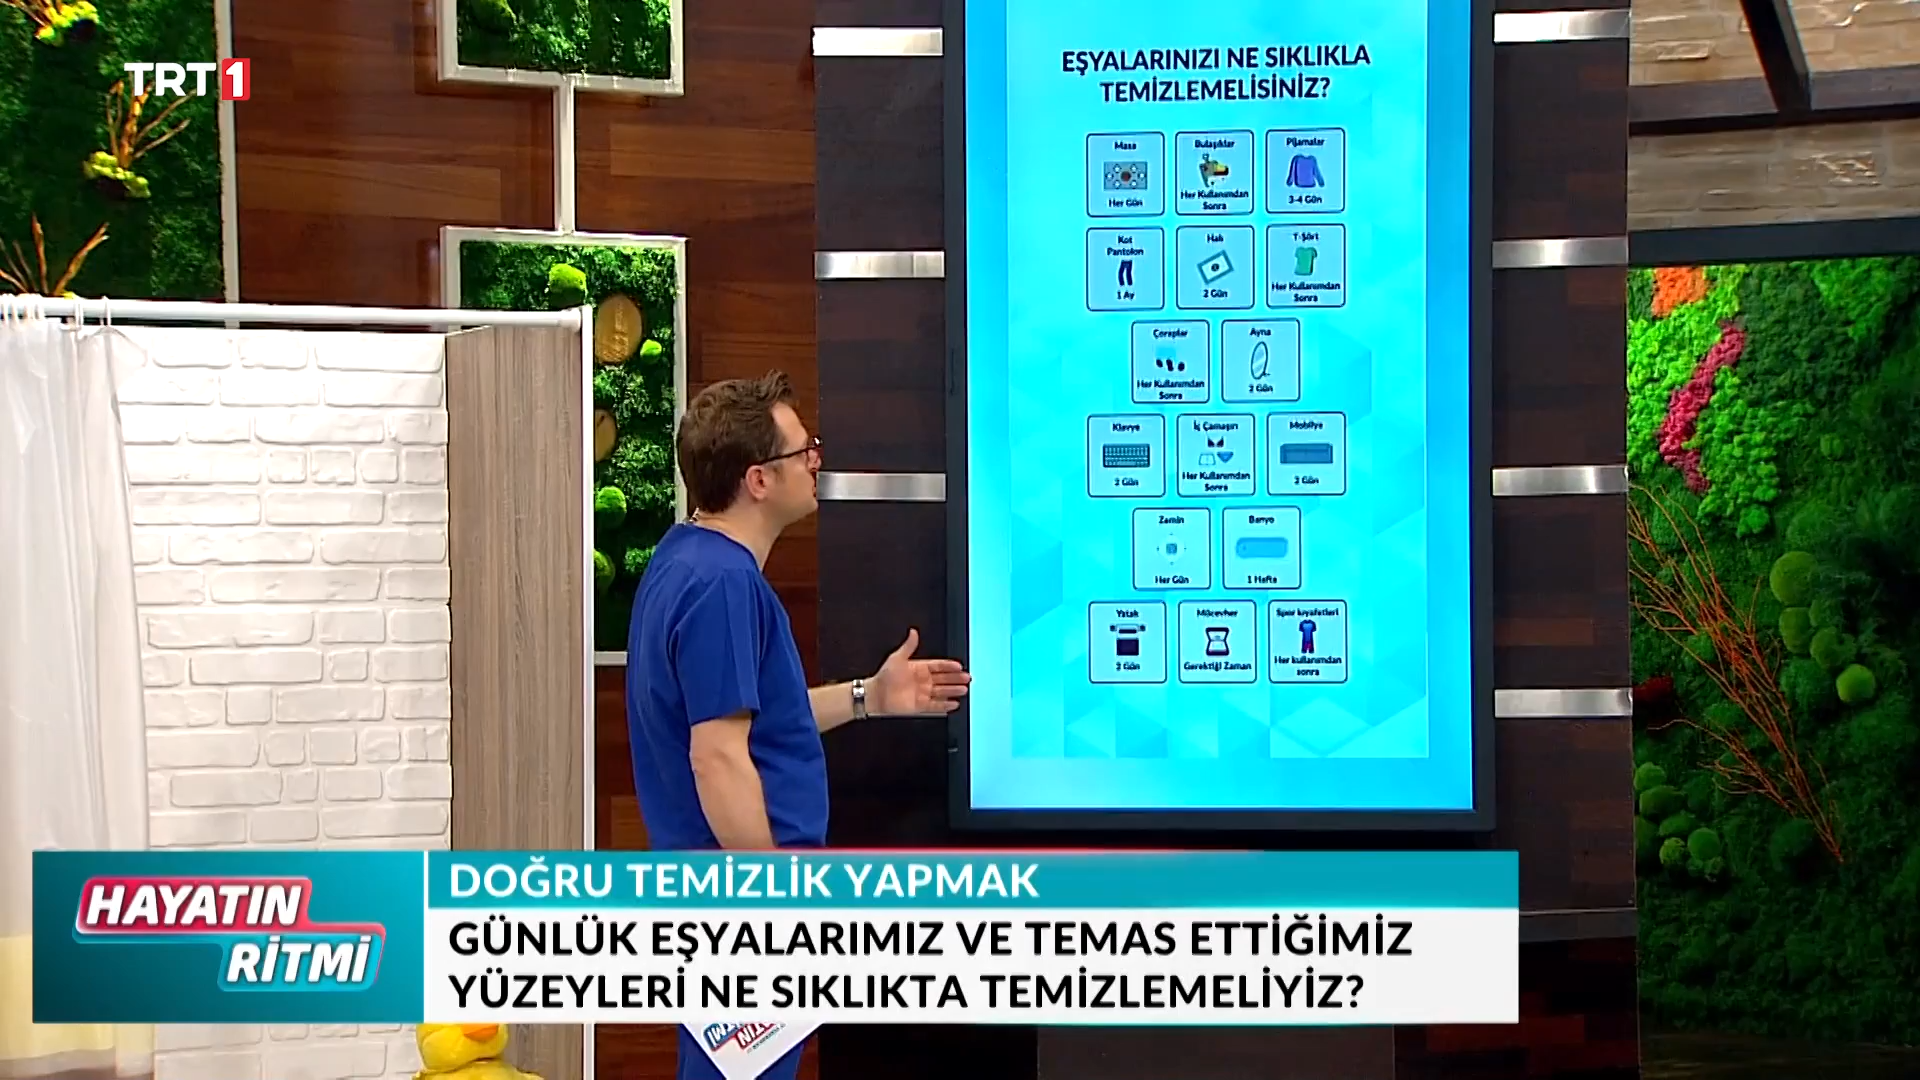 TRT 1
EŞYALARINIZI NE SIKLIKLA
TEMİZLEMELİSİNİZ?
Masa
Her Gün
Bulaşıklar
Her Kullanımdan
Sonra
Pijamalar
3-4 Gün
Kot
Pantolon
1 Ay
Halı
2 Gün
T-Şört
Her Kullanımdan
Sonra
Çoraplar
Her Kullanımdan
Sonra
Ayna
2 Gün
Klavye
2 Gün
İç Çamaşırı
Her Kullanımdan
Sonra
Mobilya
2 Gün
Zemin
Her Gün
Banyo
1 Hafta
Yatak
2 Gün
Mücevher
Gerektiği Zaman
Spor kıyafetleri
Her kullanımdan
sonra
HAYATIN
RİTMİ
DOĞRU TEMİZLİK YAPMAK
GÜNLÜK EŞYALARIMIZ VE TEMAS ETTİĞİMİZ
YÜZEYLERİ NE SIKLIKTA TEMİZLEMELİYİZ?